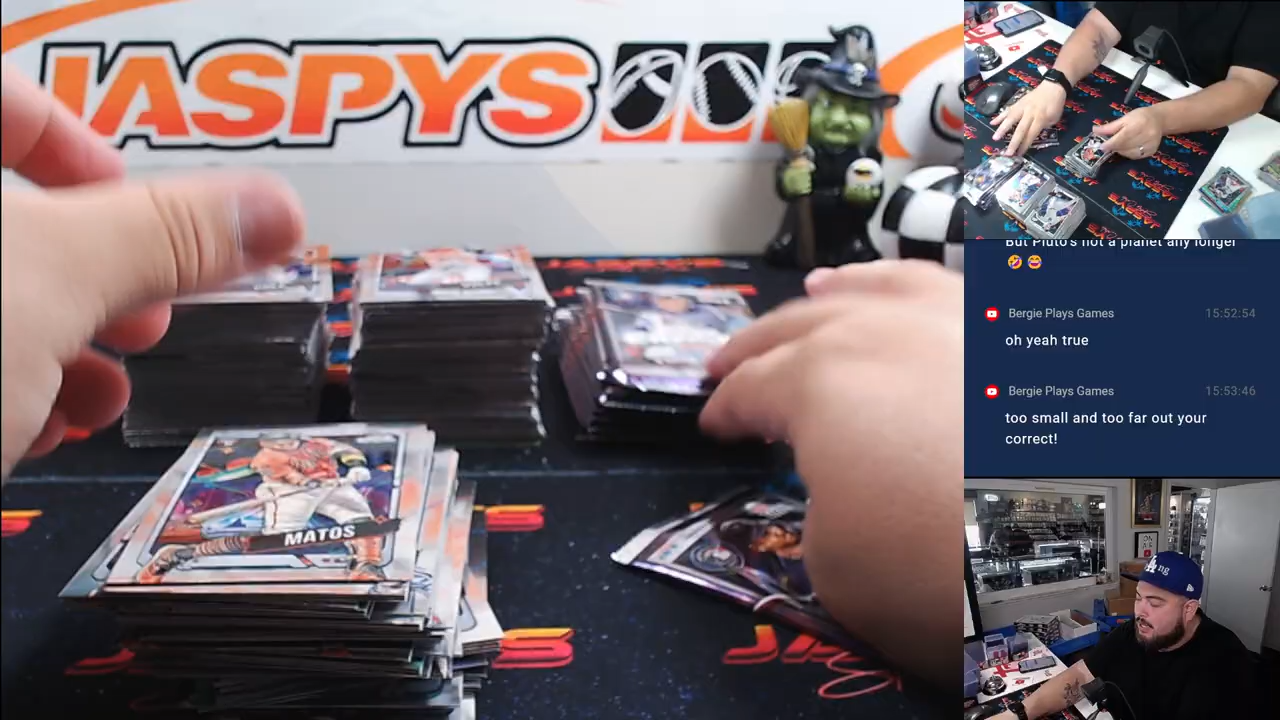 JASPYS
MATOS
But Pluto's not a planet any longer
🤣 😂
Bergie Plays Games 15:52:54
oh yeah true
Bergie Plays Games 15:53:46
too small and too far out your
correct!
LA